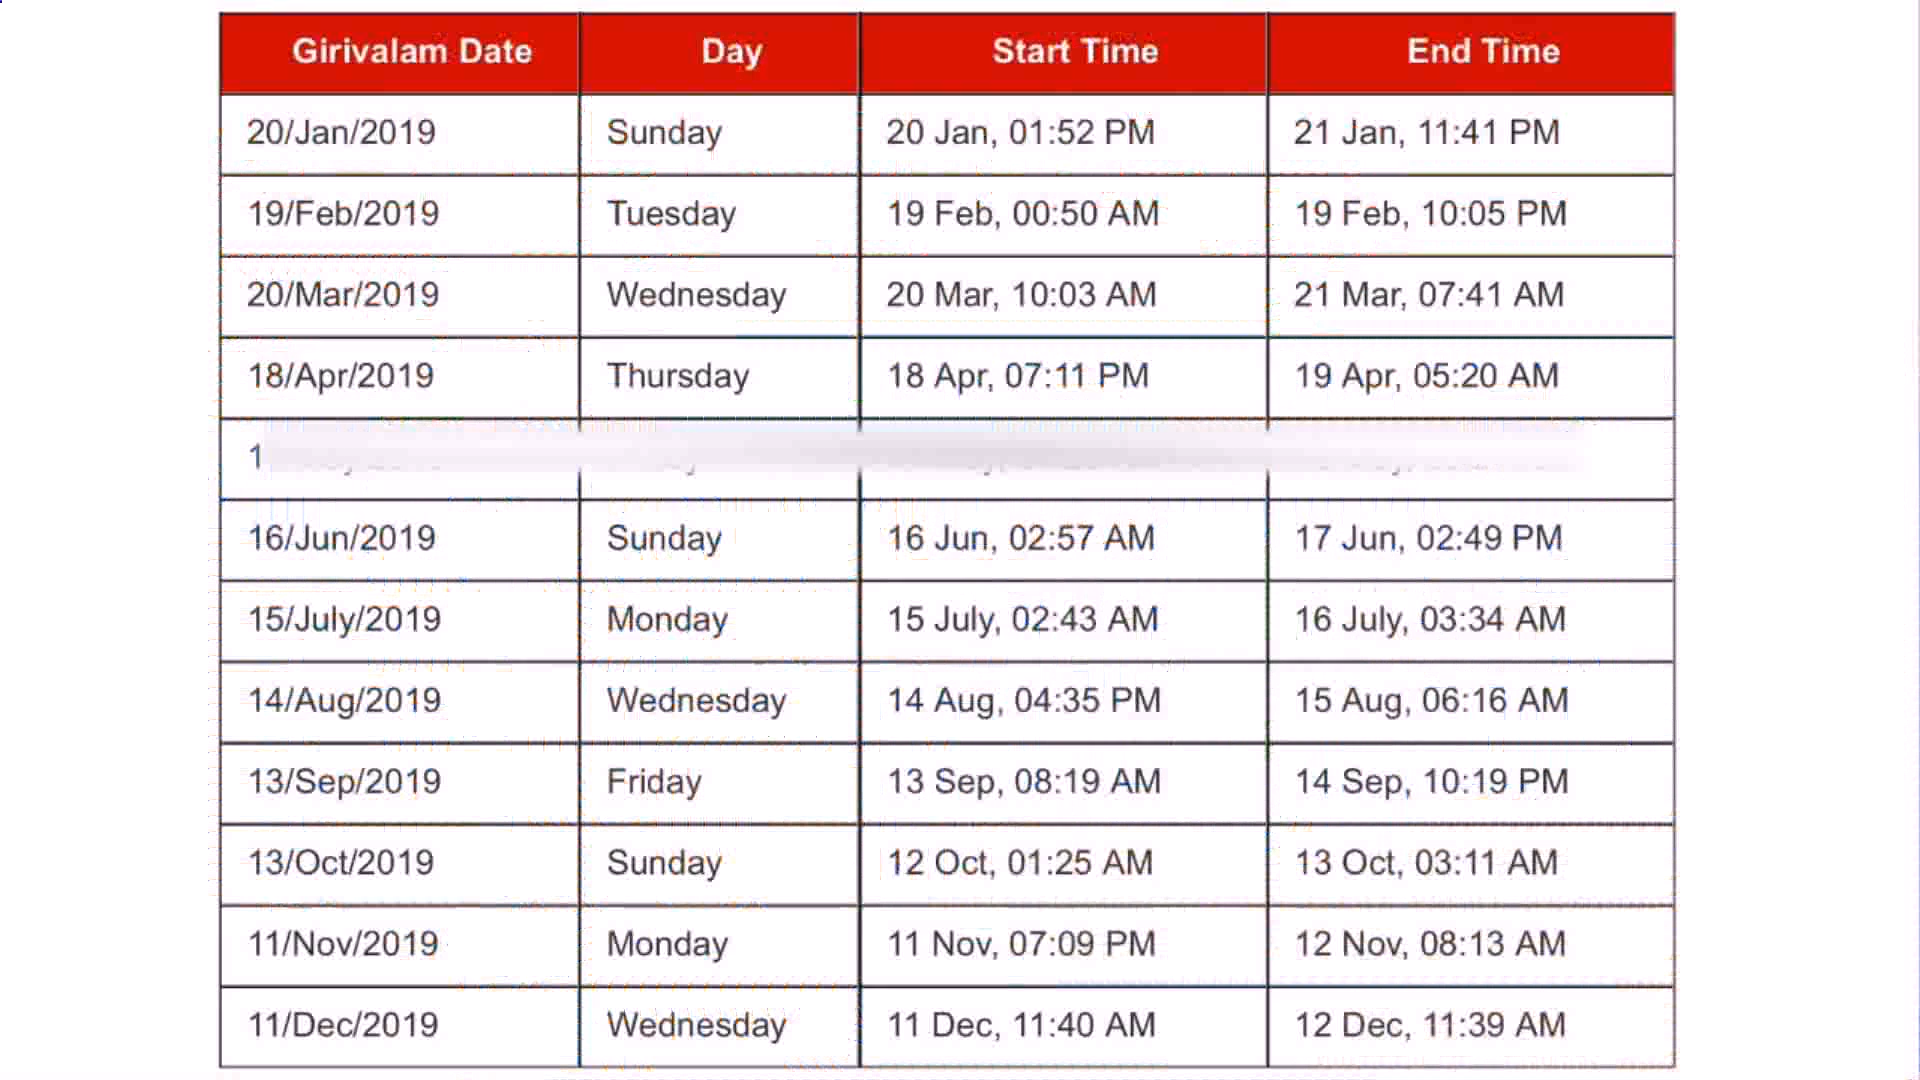 Girivalam Date Day Start Time End Time
20/Jan/2019 Sunday 20 Jan, 01:52 PM 21 Jan, 11:41 PM
19/Feb/2019 Tuesday 19 Feb, 00:50 AM 19 Feb, 10:05 PM
20/Mar/2019 Wednesday 20 Mar, 10:03 AM 21 Mar, 07:41 AM
18/Apr/2019 Thursday 18 Apr, 07:11 PM 19 Apr, 05:20 AM
16/Jun/2019 Sunday 16 Jun, 02:57 AM 17 Jun, 02:49 PM
15/July/2019 Monday 15 July, 02:43 AM 16 July, 03:34 AM
14/Aug/2019 Wednesday 14 Aug, 04:35 PM 15 Aug, 06:16 AM
13/Sep/2019 Friday 13 Sep, 08:19 AM 14 Sep, 10:19 PM
13/Oct/2019 Sunday 12 Oct, 01:25 AM 13 Oct, 03:11 AM
11/Nov/2019 Monday 11 Nov, 07:09 PM 12 Nov, 08:13 AM
11/Dec/2019 Wednesday 11 Dec, 11:40 AM 12 Dec, 11:39 AM